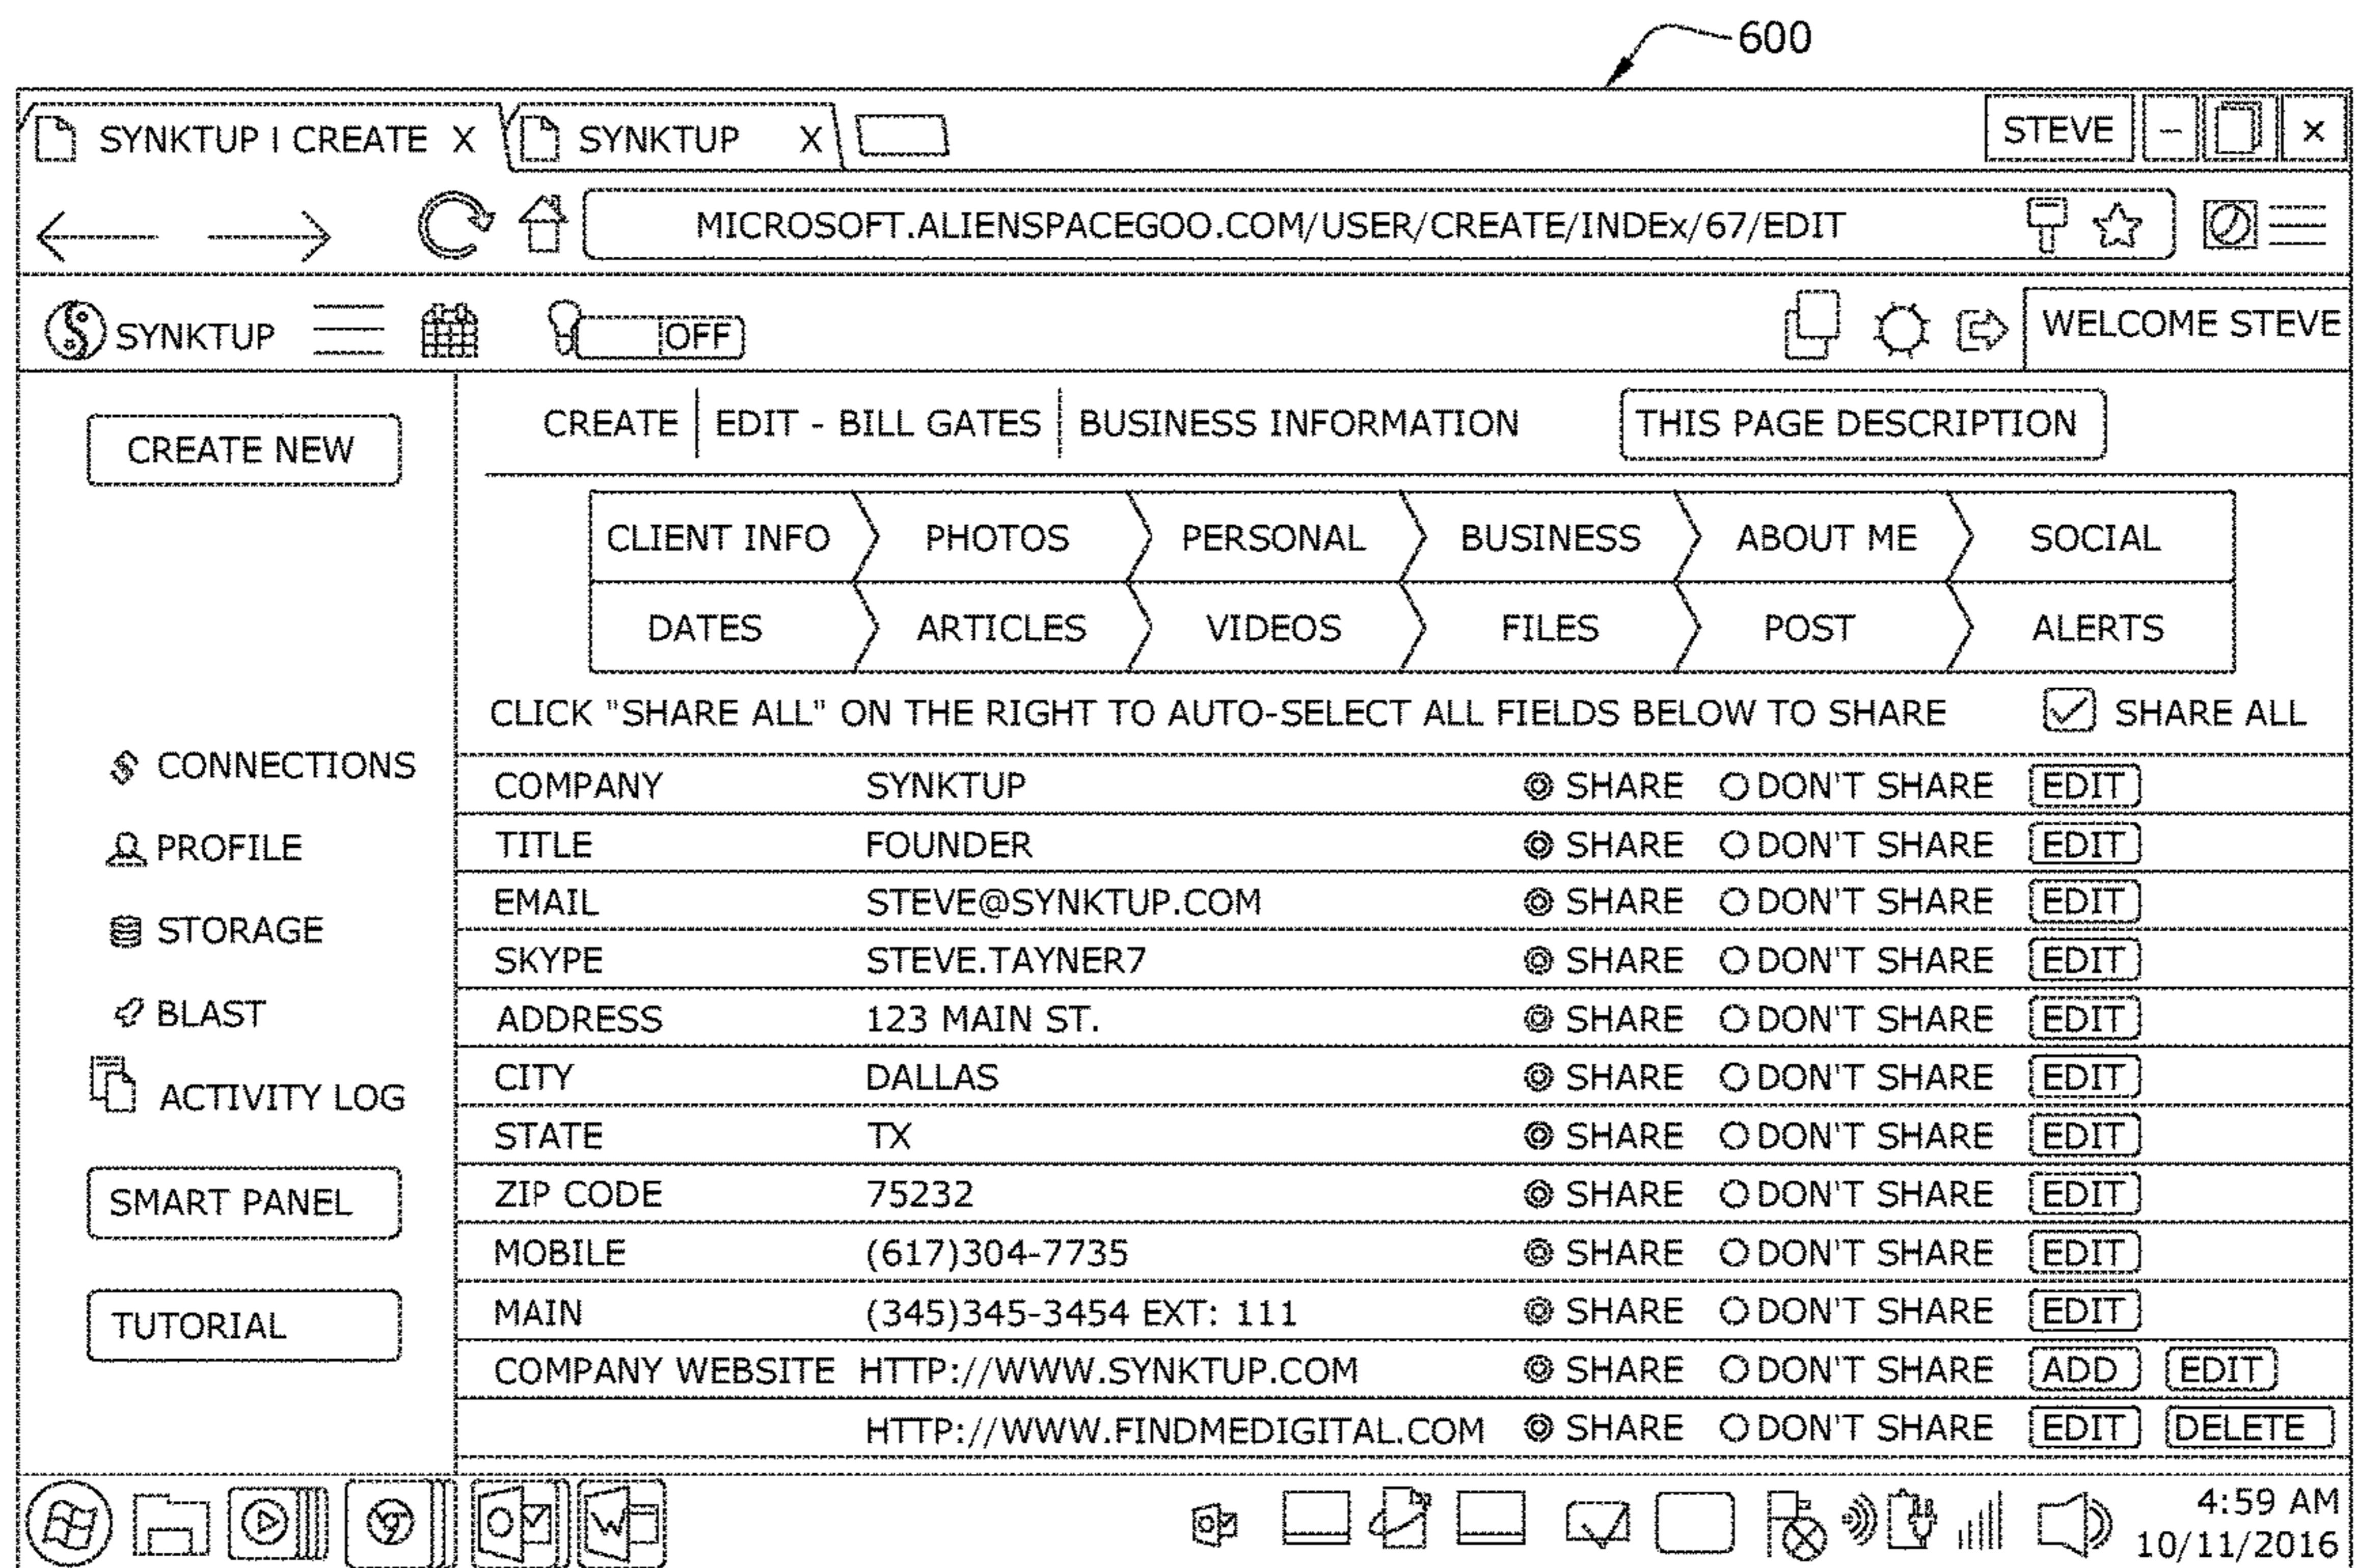 600
SYNKTUP | CREATE X SYNKTUP X STEVE – X
MICROSOFT.ALIENSPACEGOO.COM/USER/CREATE/INDEx/67/EDIT
SYNKTUP OFF WELCOME STEVE
CREATE NEW
CREATE | EDIT - BILL GATES | BUSINESS INFORMATION THIS PAGE DESCRIPTION
CLIENT INFO PHOTOS PERSONAL BUSINESS ABOUT ME SOCIAL
DATES ARTICLES VIDEOS FILES POST ALERTS
CLICK "SHARE ALL" ON THE RIGHT TO AUTO-SELECT ALL FIELDS BELOW TO SHARE SHARE ALL
CONNECTIONS
PROFILE
STORAGE
BLAST
ACTIVITY LOG
SMART PANEL
TUTORIAL
COMPANY SYNKTUP SHARE DON'T SHARE EDIT
TITLE FOUNDER SHARE DON'T SHARE EDIT
EMAIL STEVE@SYNKTUP.COM SHARE DON'T SHARE EDIT
SKYPE STEVE.TAYNER7 SHARE DON'T SHARE EDIT
ADDRESS 123 MAIN ST. SHARE DON'T SHARE EDIT
CITY DALLAS SHARE DON'T SHARE EDIT
STATE TX SHARE DON'T SHARE EDIT
ZIP CODE 75232 SHARE DON'T SHARE EDIT
MOBILE (617)304-7735 SHARE DON'T SHARE EDIT
MAIN (345)345-3454 EXT: 111 SHARE DON'T SHARE EDIT
COMPANY WEBSITE HTTP://WWW.SYNKTUP.COM SHARE DON'T SHARE ADD EDIT
HTTP://WWW.FINDMEDIGITAL.COM SHARE DON'T SHARE EDIT DELETE
4:59 AM
10/11/2016